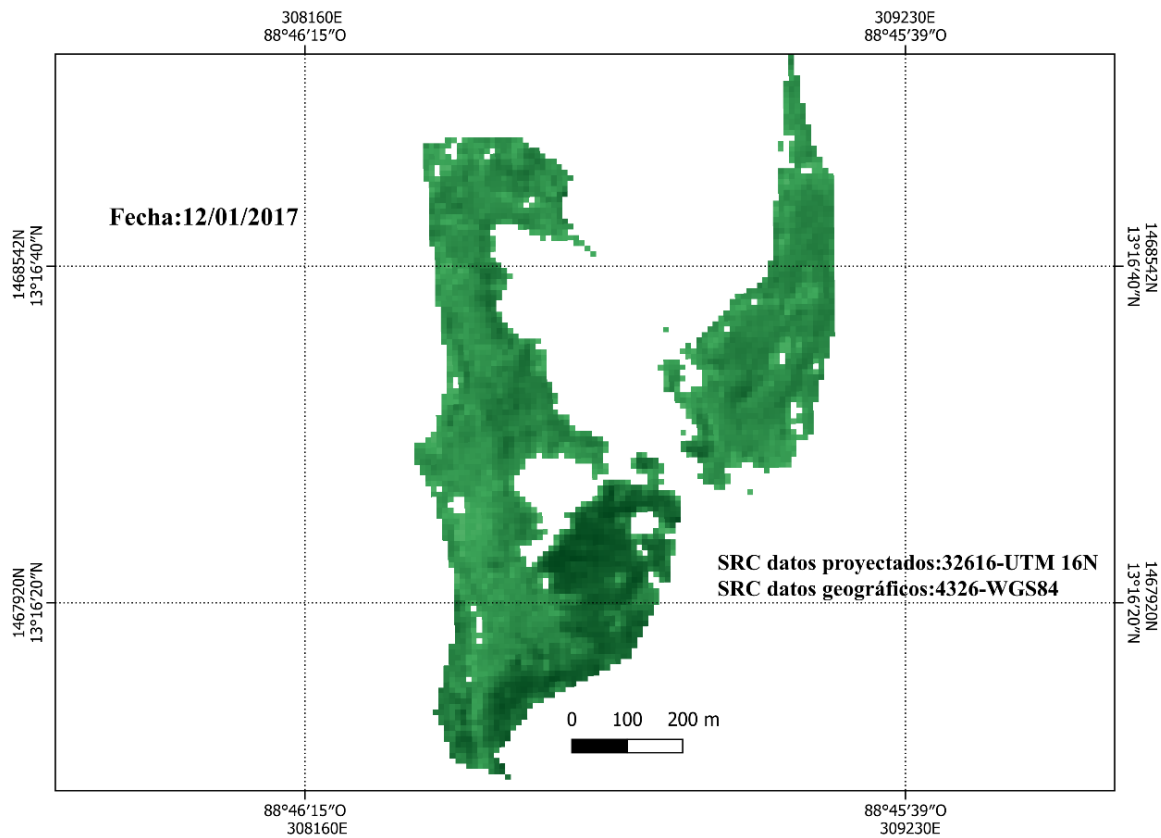 308160E
88°46′15″O
309230E
88°45′39″O
Fecha:12/01/2017
1468542N
13°16′40″N
1468542N
13°16′40″N
SRC datos proyectados:32616-UTM 16N
SRC datos geográficos:4326-WGS84
1467920N
13°16′20″N
1467920N
13°16′20″N
0 100 200 m
88°46′15″O
308160E
88°45′39″O
309230E